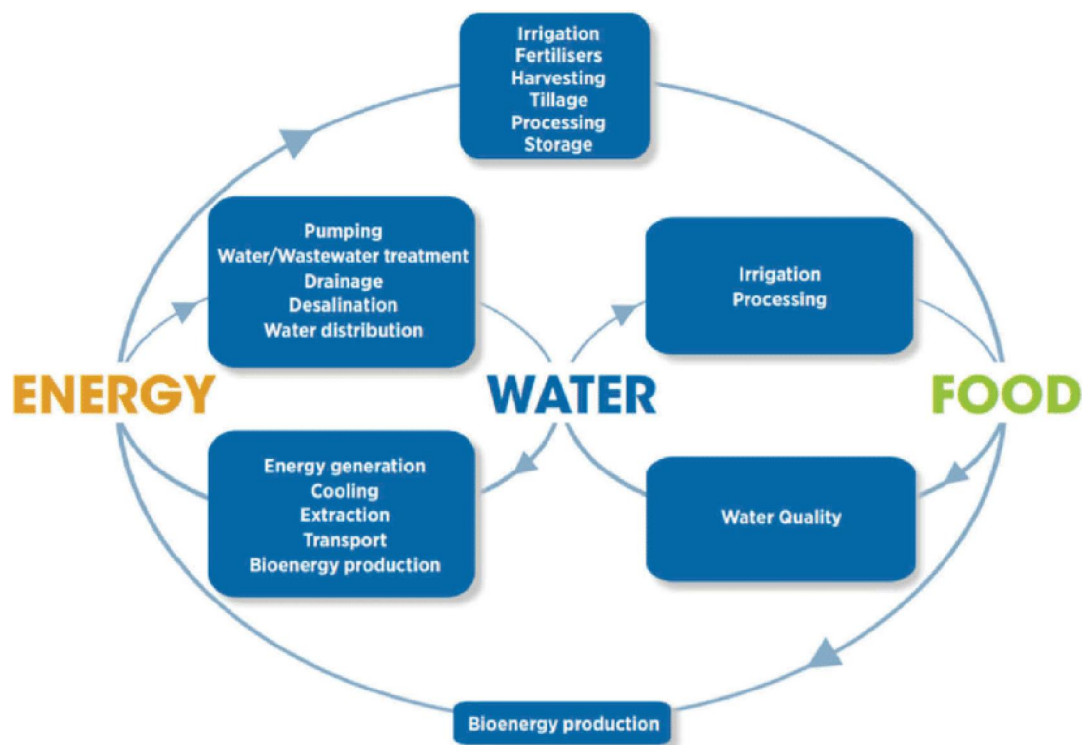 Irrigation
Fertilisers
Harvesting
Tillage
Processing
Storage
Pumping
Water/Wastewater treatment
Drainage
Desalination
Water distribution
Irrigation
Processing
ENERGY
WATER
FOOD
Energy generation
Cooling
Extraction
Transport
Bioenergy production
Water Quality
Bioenergy production